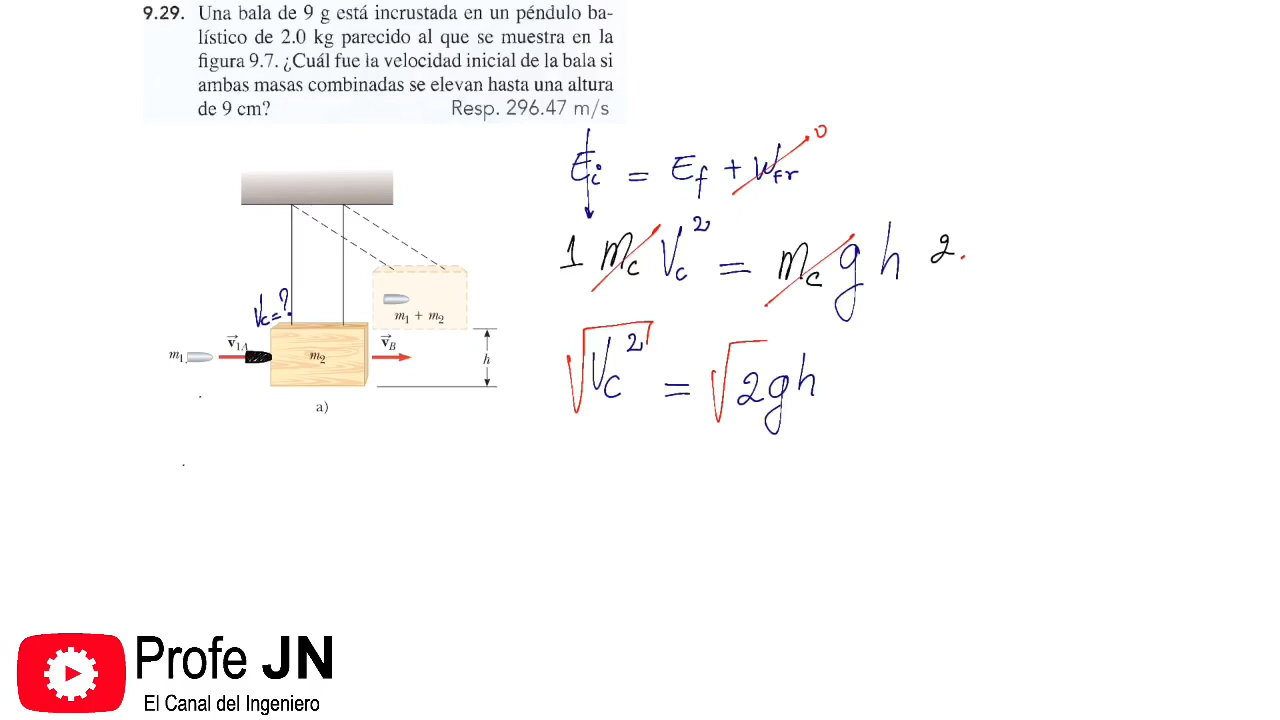 9.29. Una bala de 9 g está incrustada en un péndulo ba-
lístico de 2.0 kg parecido al que se muestra en la
figura 9.7. ¿Cuál fue la velocidad inicial de la bala si
ambas masas combinadas se elevan hasta una altura
de 9 cm? Resp. 296.47 m/s
Ei = Ef + Wfr 0
1 mc Vc² = mc g h 2.
√Vc² = √2gh
Vc=?
m₁ + m₂
m₁ v⃗1A m₂ v⃗B h
a)
Profe JN
El Canal del Ingeniero